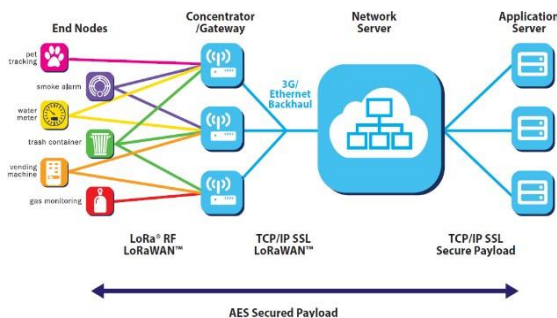 End Nodes
Concentrator
/Gateway
Network
Server
Application
Server
pet
tracking
smoke alarm
water
meter
trash container
vending
machine
gas monitoring
3G/
Ethernet
Backhaul
LoRa® RF
LoRaWAN™
TCP/IP SSL
LoRaWAN™
TCP/IP SSL
Secure Payload
AES Secured Payload